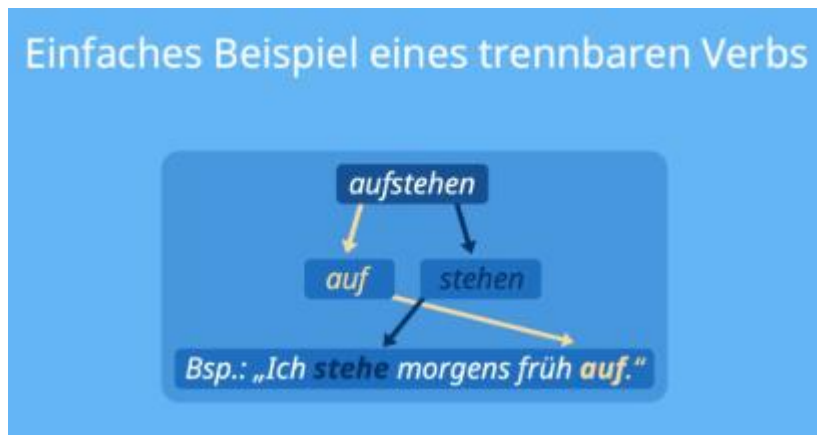 Einfaches Beispiel eines trennbaren Verbs
aufstehen
auf stehen
Bsp.: „Ich stehe morgens früh auf.“